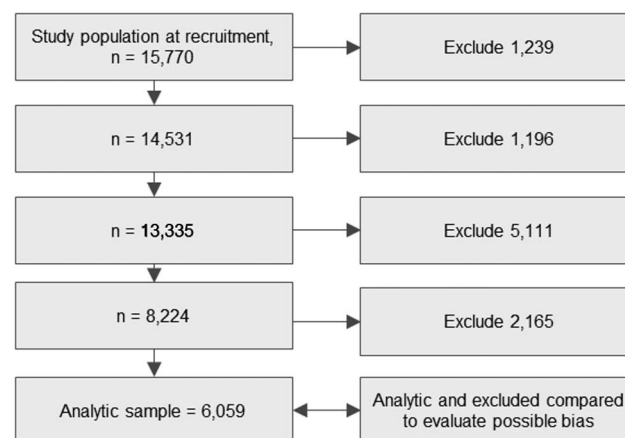 Study population at recruitment,
n = 15,770
Exclude 1,239
n = 14,531
Exclude 1,196
n = 13,335
Exclude 5,111
n = 8,224
Exclude 2,165
Analytic sample = 6,059
Analytic and excluded compared
to evaluate possible bias